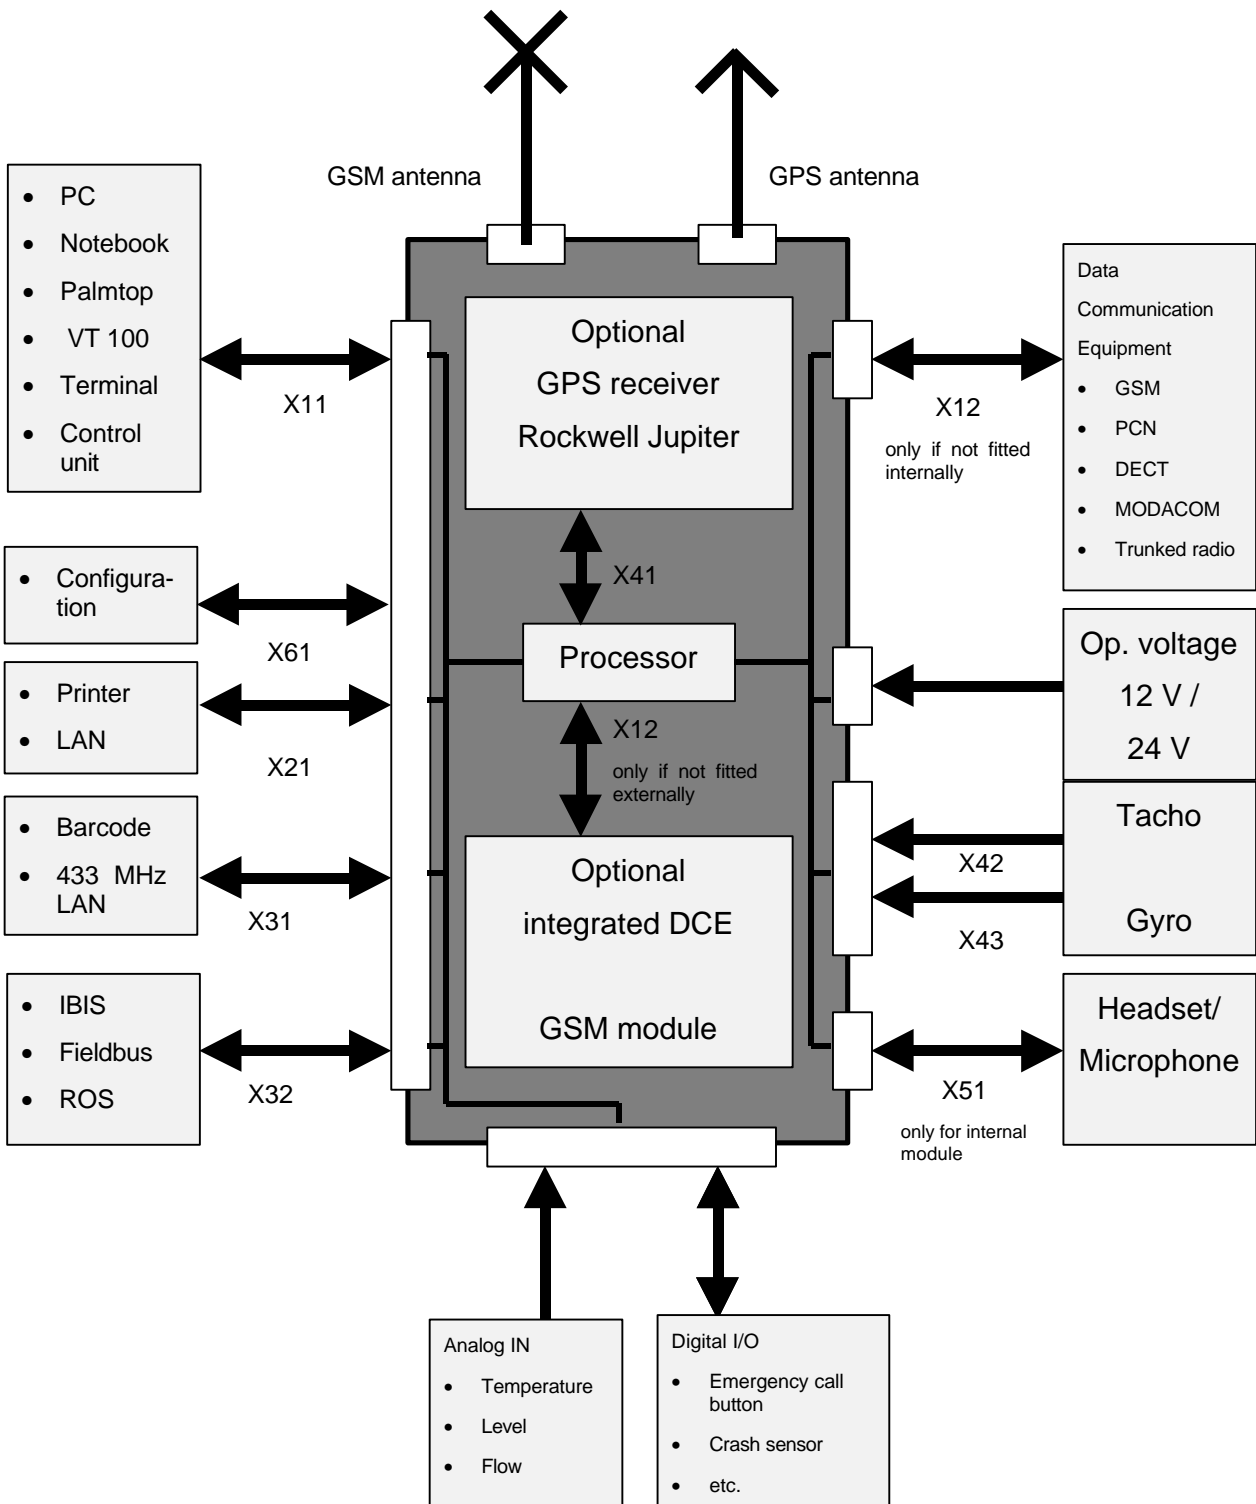 GSM antenna
GPS antenna
• PC
• Notebook
• Palmtop
• VT 100
• Terminal
• Control
unit
X11
• Configura-
tion
X61
• Printer
• LAN
X21
• Barcode
• 433 MHz
LAN
X31
• IBIS
• Fieldbus
• ROS
X32
Optional
GPS receiver
Rockwell Jupiter
X41
Processor
X12
only if not fitted
externally
Optional
integrated DCE
GSM module
X12
only if not fitted
internally
Data
Communication
Equipment
• GSM
• PCN
• DECT
• MODACOM
• Trunked radio
Op. voltage
12 V /
24 V
Tacho
X42
Gyro
X43
Headset/
Microphone
X51
only for internal
module
Analog IN
• Temperature
• Level
• Flow
Digital I/O
• Emergency call
button
• Crash sensor
• etc.